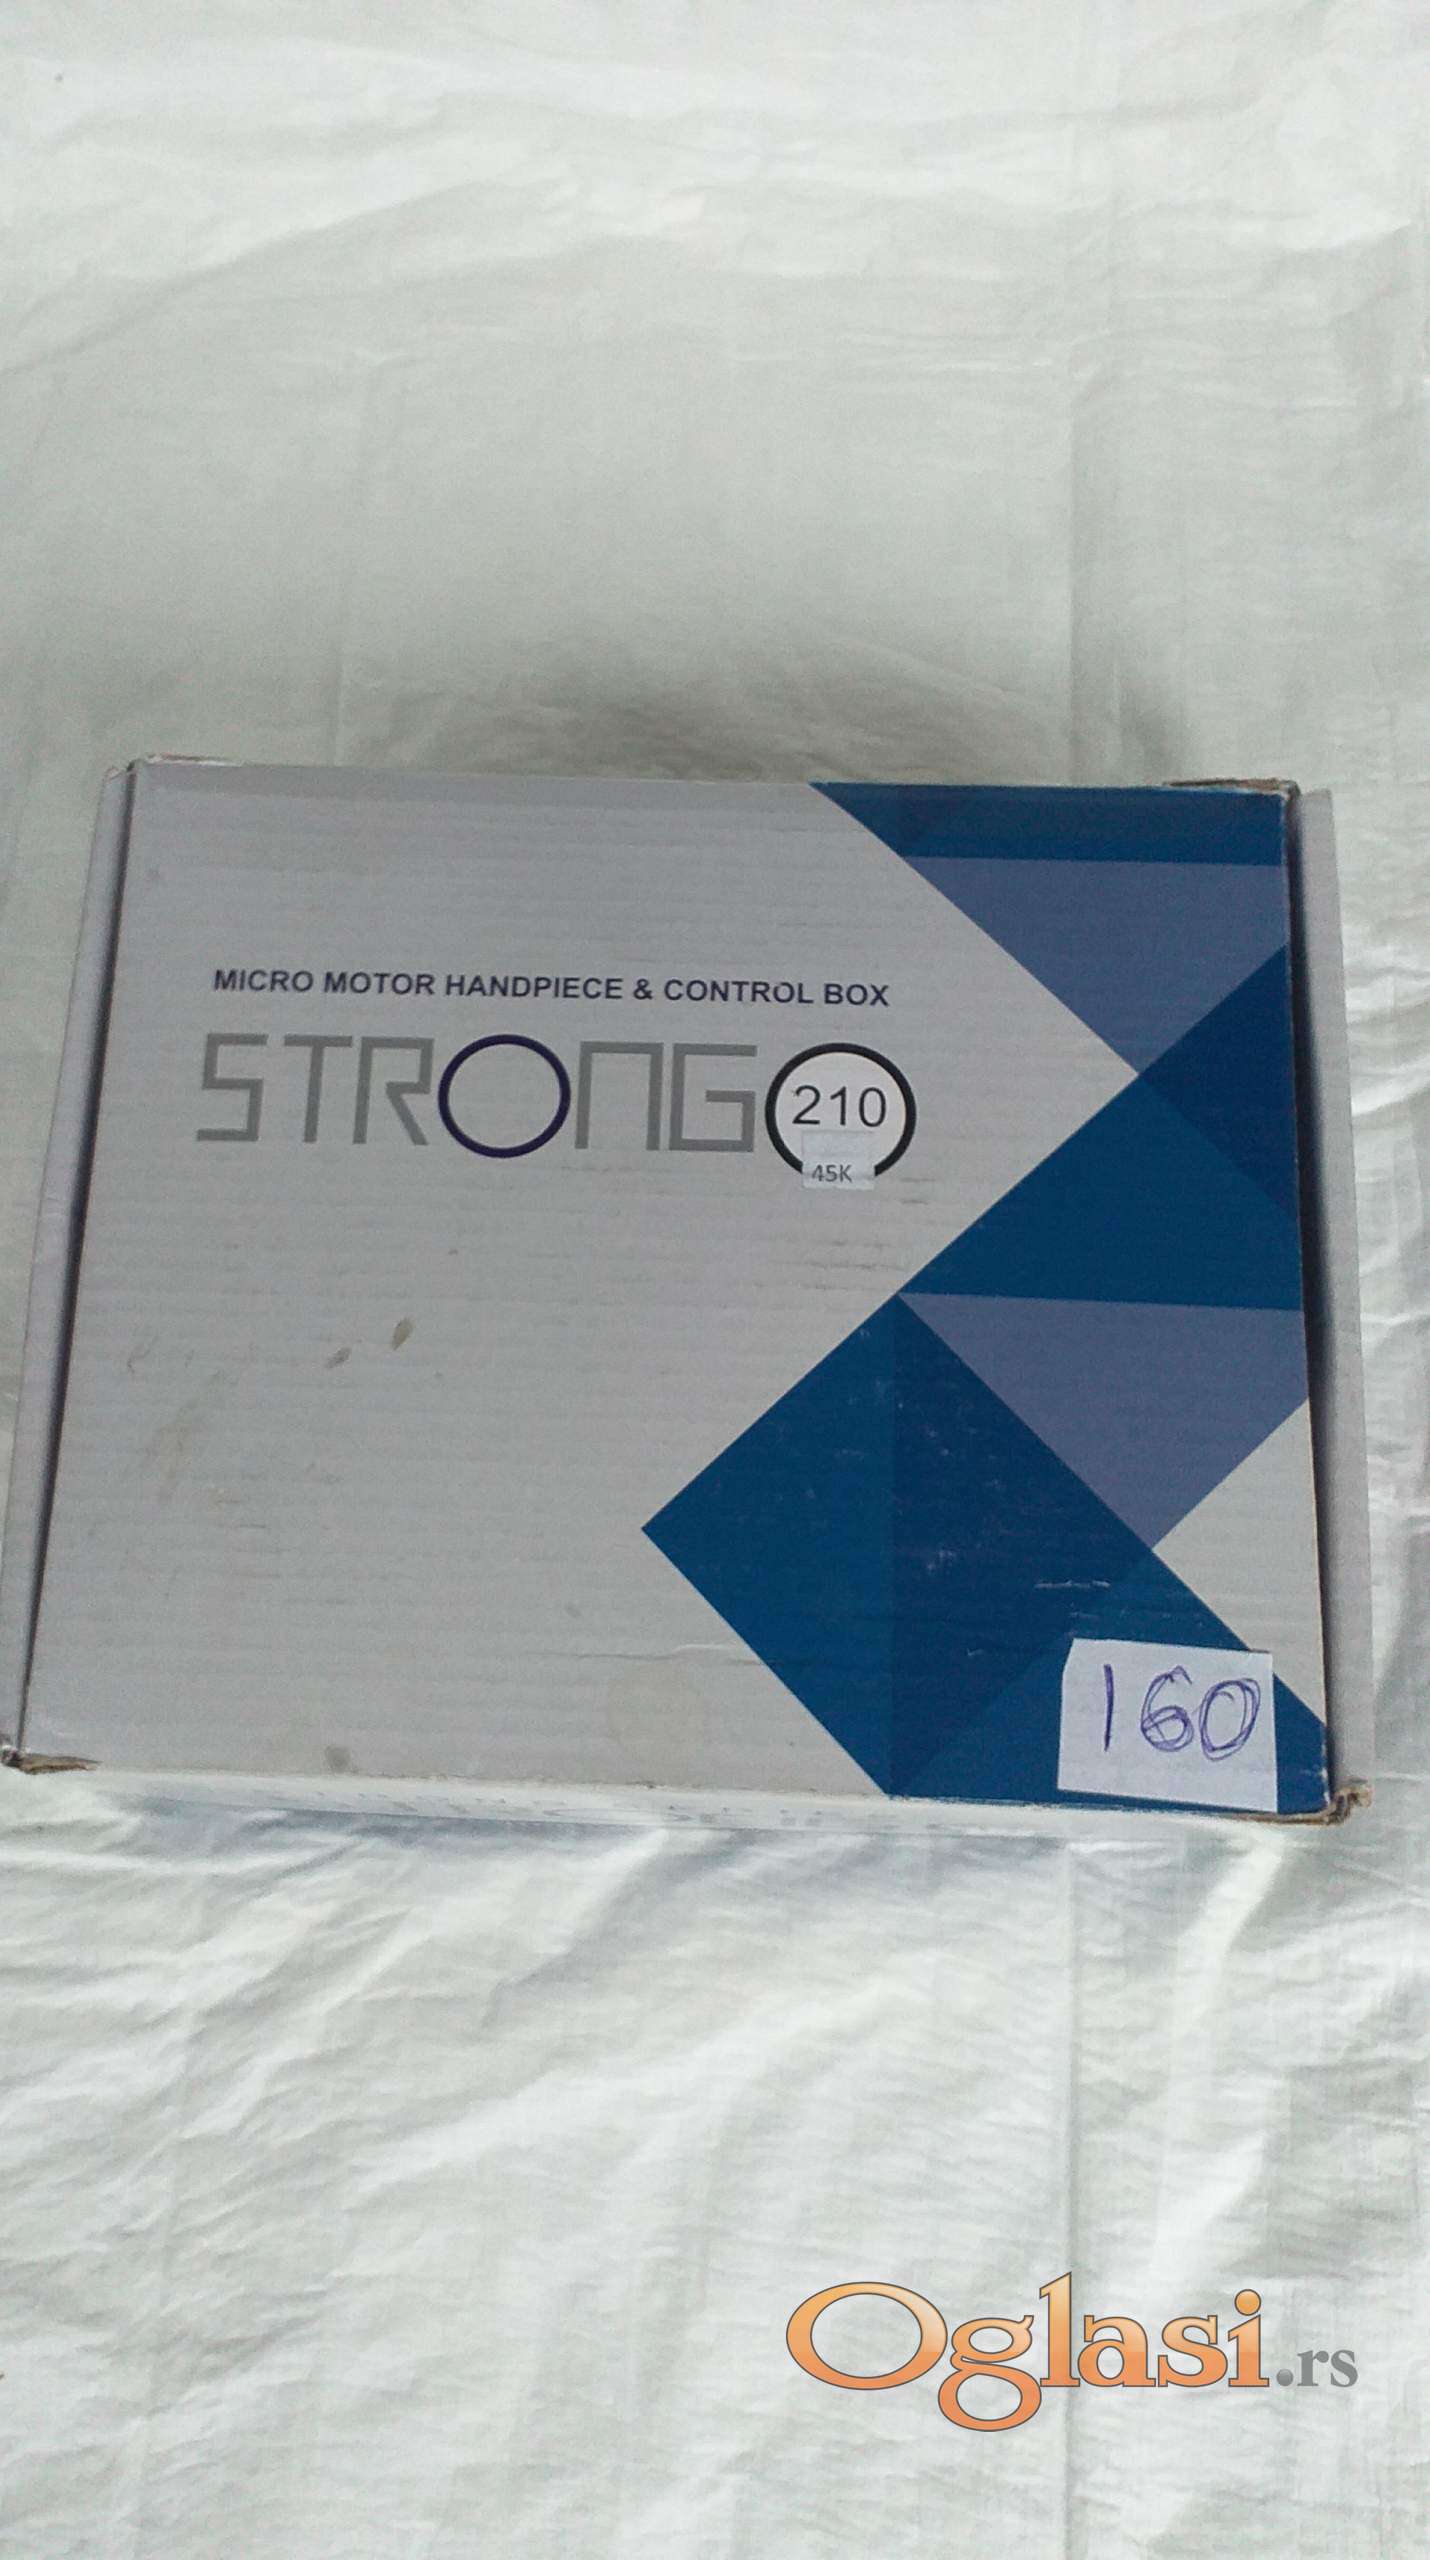 MICRO MOTOR HANDPIECE & CONTROL BOX
STRONG 210
45K
160
Oglasi.rs